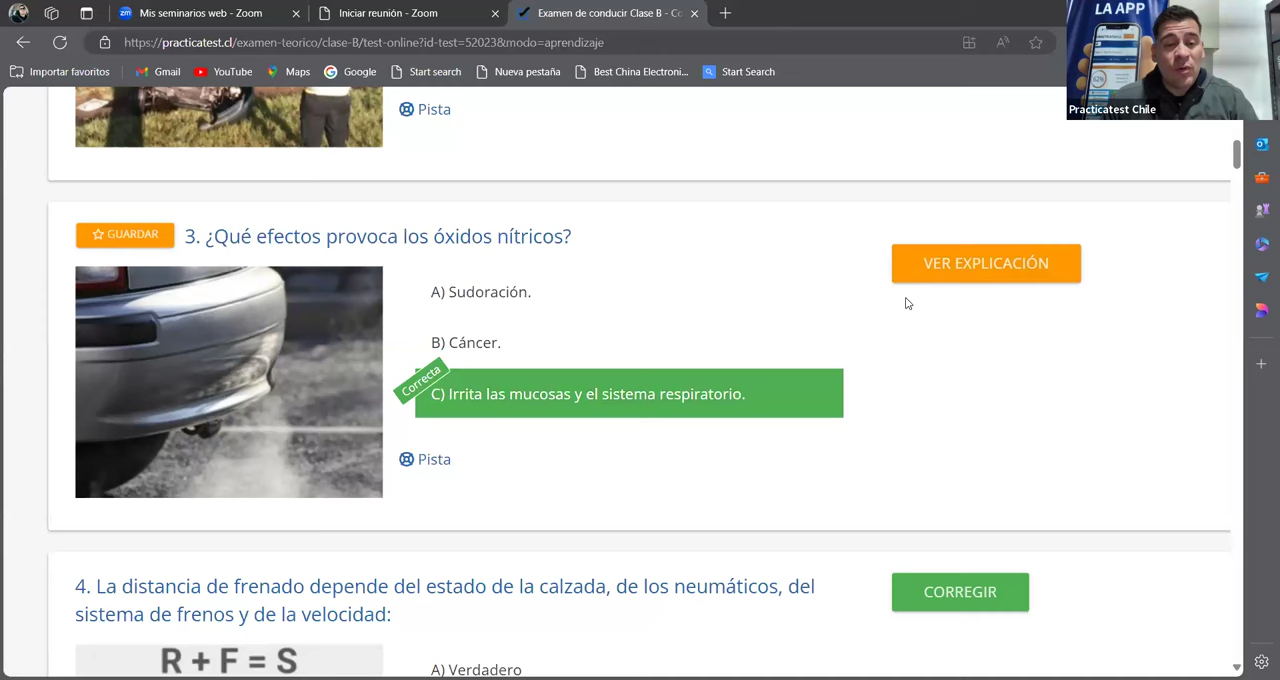 Mis seminarios web - Zoom
Iniciar reunión - Zoom
Examen de conducir Clase B - Co
https://practicatest.cl/examen-teorico/clase-B/test-online?id-test=52023&modo=aprendizaje
Importar favoritos
Gmail
YouTube
Maps
Google
Start search
Nueva pestaña
Best China Electroni...
Start Search
LA APP
62%
Practicatest Chile
Pista
GUARDAR
3. ¿Qué efectos provoca los óxidos nítricos?
VER EXPLICACIÓN
A) Sudoración.
B) Cáncer.
Correcta
C) Irrita las mucosas y el sistema respiratorio.
Pista
4. La distancia de frenado depende del estado de la calzada, de los neumáticos, del
sistema de frenos y de la velocidad:
CORREGIR
R + F = S
A) Verdadero